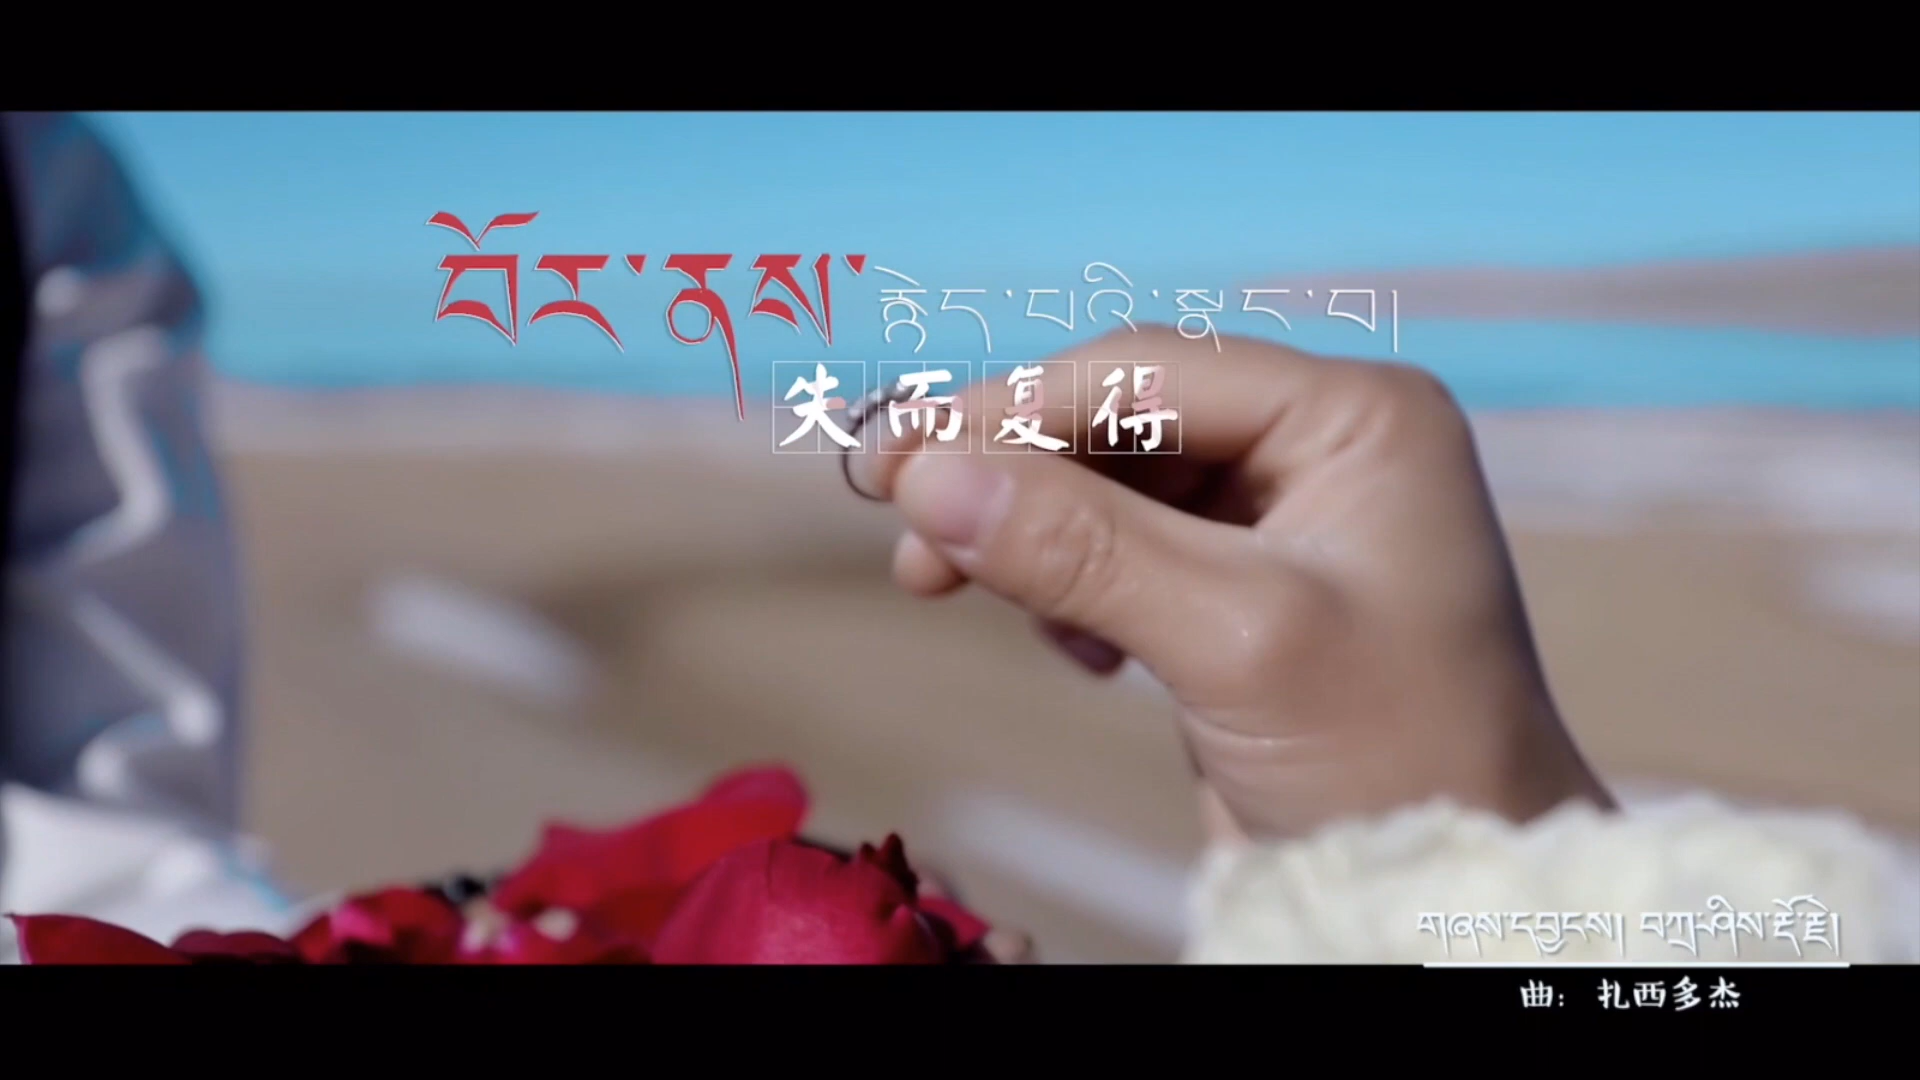 བོར་ནས་རྙེད་པའི་སྣང་བ།
失而复得
གཞས་དབྱངས། བཀྲ་ཤིས་རྡོ་རྗེ།
曲： 扎西多杰